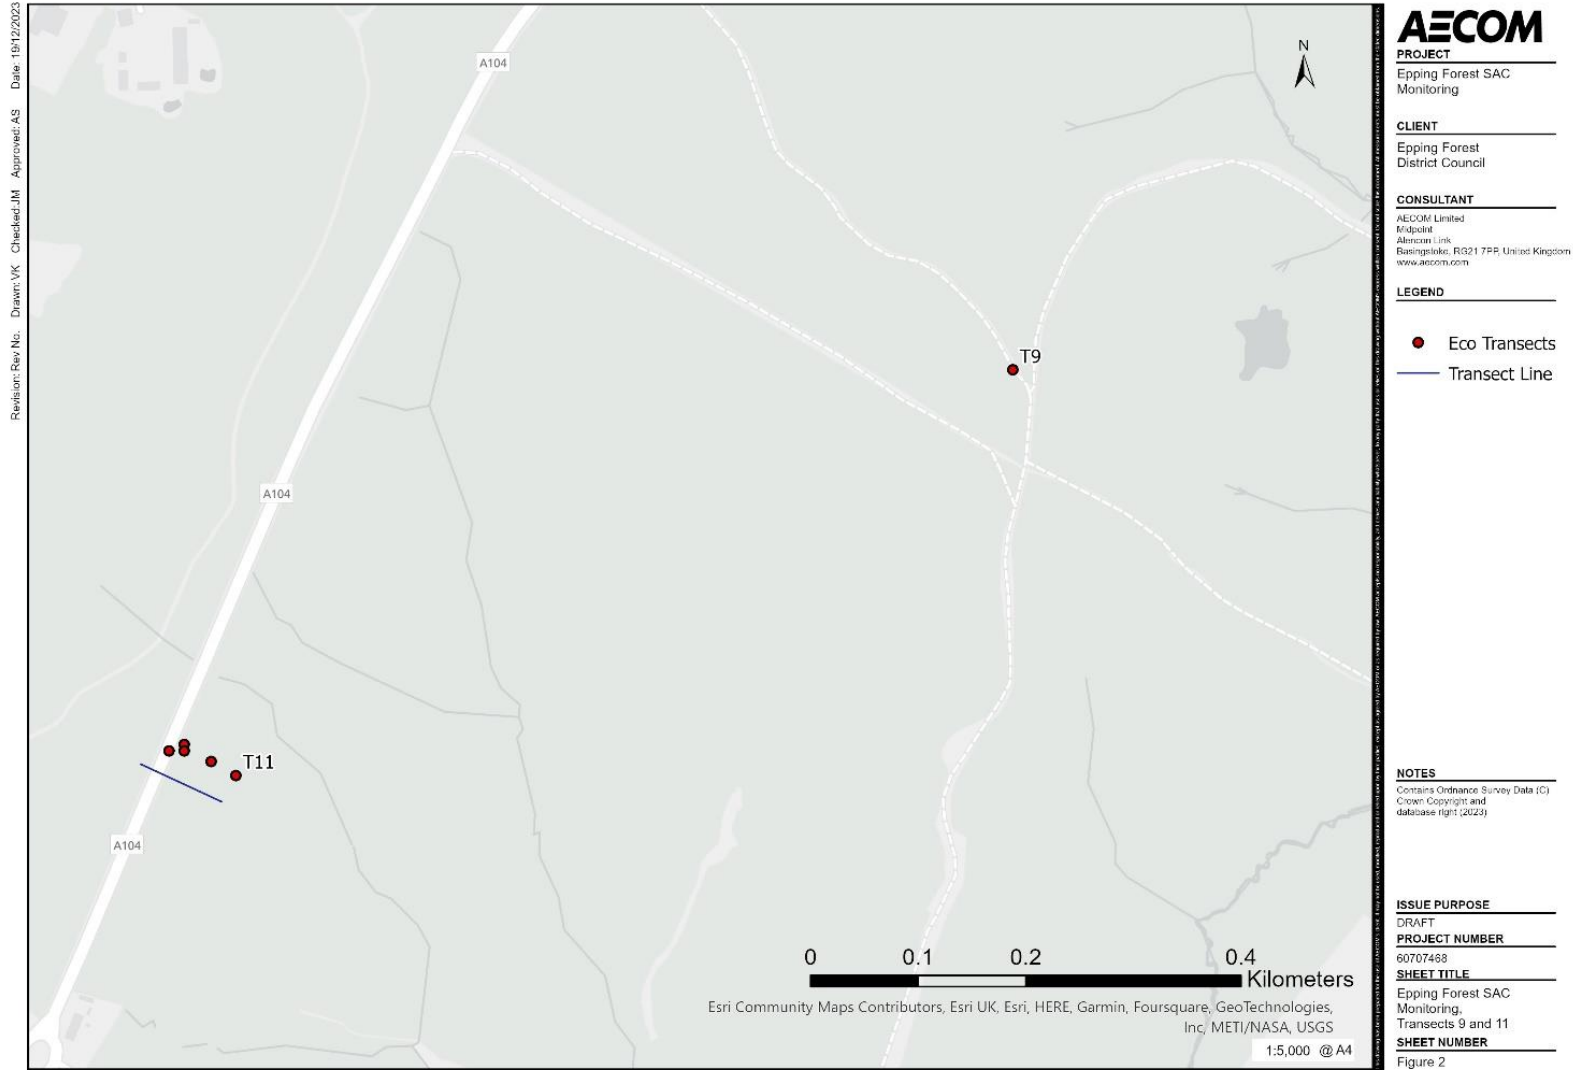 Revision: Rev No. Drawn: VK Checked: JM Approved: AS Date: 19/12/2023
A104
N
A104
T9
T11
A104
0 0.1 0.2 0.4
Kilometers
Esri Community Maps Contributors, Esri UK, Esri, HERE, Garmin, Foursquare, GeoTechnologies,
Inc, METI/NASA, USGS
1:5,000 @ A4
AECOM
PROJECT
Epping Forest SAC
Monitoring
CLIENT
Epping Forest
District Council
CONSULTANT
AECOM Limited
Midpoint
Alencon Link
Basingstoke, RG21 7PP, United Kingdom
www.aecom.com
LEGEND
Eco Transects
Transect Line
NOTES
Contains Ordnance Survey Data (C)
Crown Copyright and
database right (2023)
ISSUE PURPOSE
DRAFT
PROJECT NUMBER
60707468
SHEET TITLE
Epping Forest SAC
Monitoring,
Transects 9 and 11
SHEET NUMBER
Figure 2